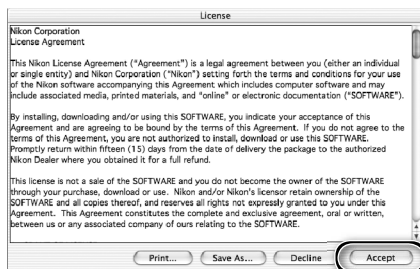 License
Nikon Corporation
License Agreement
This Nikon License Agreement ("Agreement") is a legal agreement between you (either an individual
or single entity) and Nikon Corporation ("Nikon") setting forth the terms and conditions for your use
of the Nikon software accompanying this Agreement which includes computer software and may
include associated media, printed materials, and "online" or electronic documentation ("SOFTWARE").
By installing, downloading and/or using this SOFTWARE, you indicate your acceptance of this
Agreement and are agreeing to be bound by the terms of this Agreement. If you do not agree to the
terms of this Agreement, you are not authorized to install, download or use this SOFTWARE.
Promptly return within fifteen (15) days from the date of delivery the package to the authorized
Nikon Dealer where you obtained it for a full refund.
This license is not a sale of the SOFTWARE and you do not become the owner of the SOFTWARE
through your purchase, download or use. Nikon and/or Nikon's licensor retain ownership of the
SOFTWARE and all copies thereof, and reserves all rights not expressly granted to you under this
Agreement. This Agreement constitutes the complete and exclusive agreement, oral or written,
between us or any associated company of ours relating to the SOFTWARE.
Print... Save As... Decline Accept